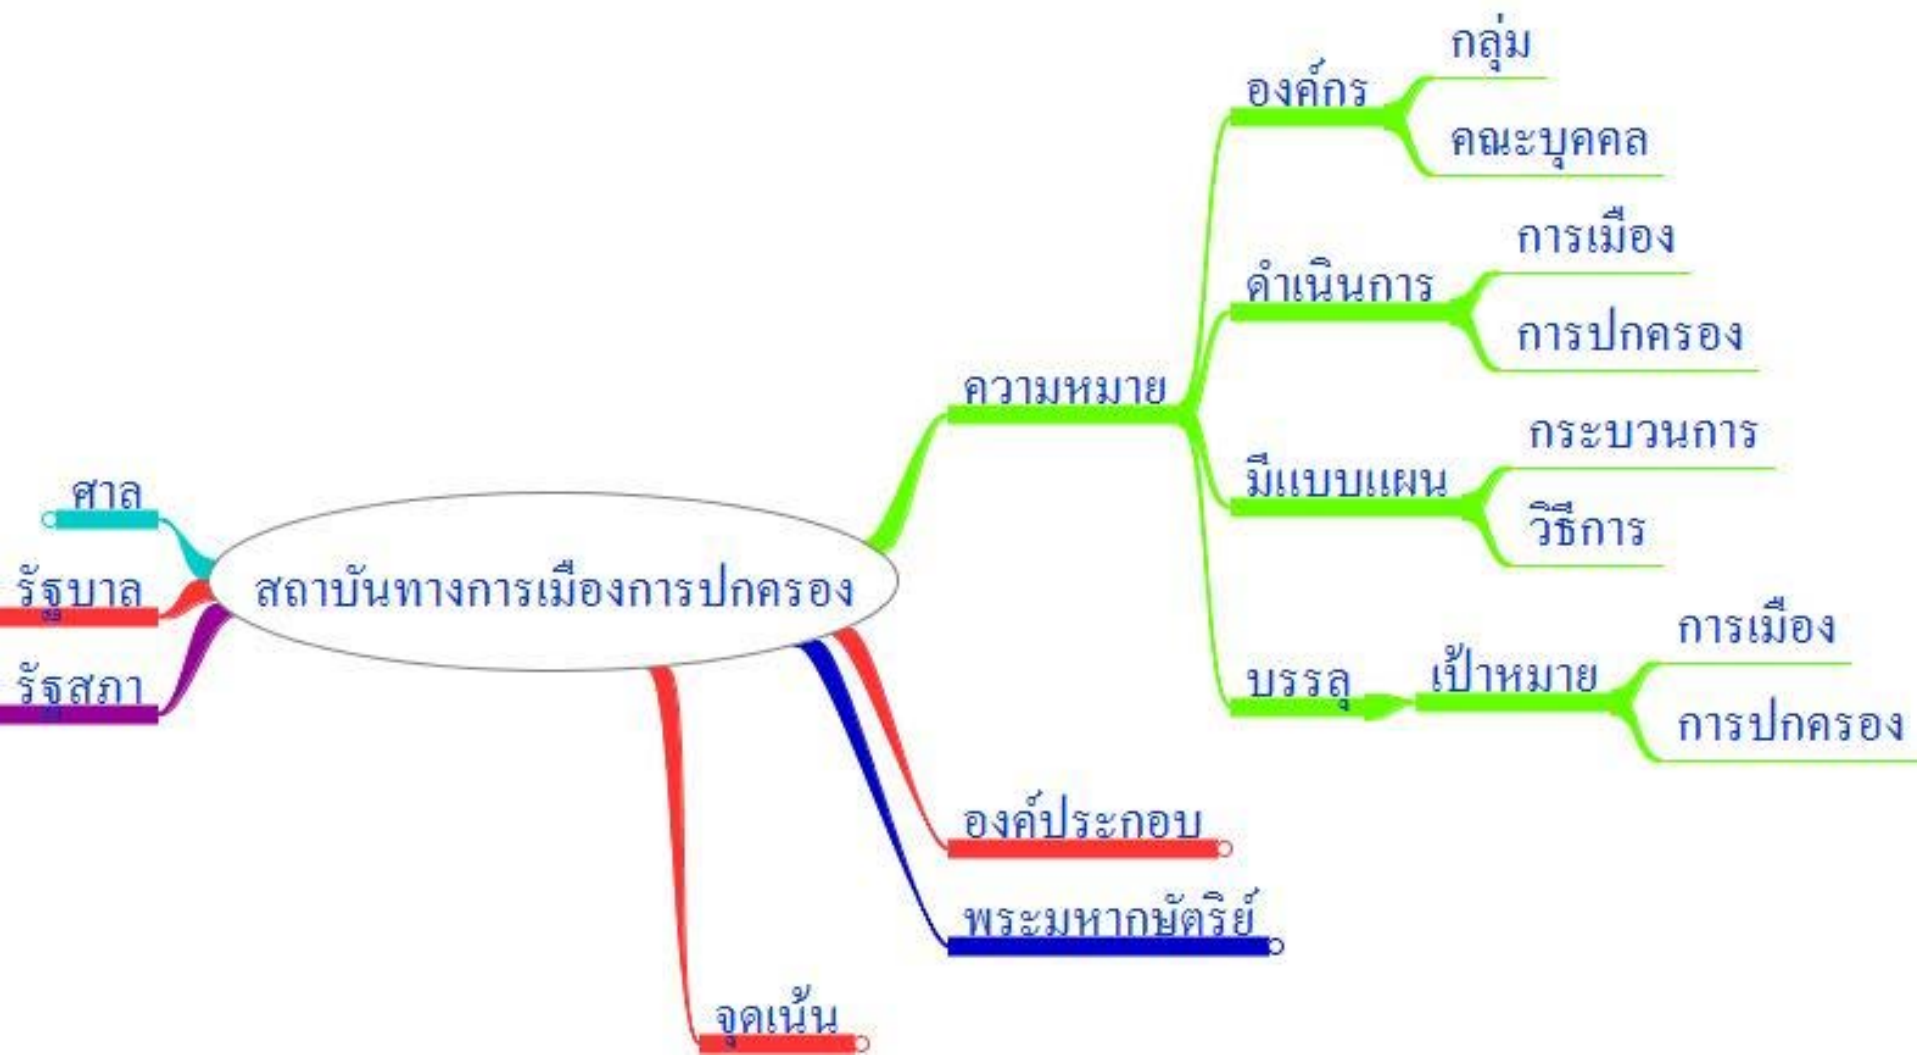 สถาบันทางการเมืองการปกครอง
ความหมาย
องค์กร
กลุ่ม
คณะบุคคล
ดำเนินการ
การเมือง
การปกครอง
มีแบบแผน
กระบวนการ
วิธีการ
บรรลุ
เป้าหมาย
การเมือง
การปกครอง
องค์ประกอบ
พระมหากษัตริย์
จุดเน้น
ศาล
รัฐบาล
รัฐสภา